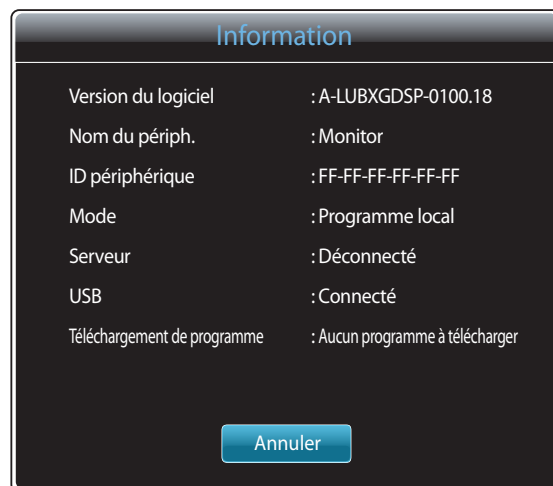 Information
Version du logiciel : A-LUBXGDSP-0100.18
Nom du périph. : Monitor
ID périphérique : FF-FF-FF-FF-FF-FF
Mode : Programme local
Serveur : Déconnecté
USB : Connecté
Téléchargement de programme : Aucun programme à télécharger
Annuler